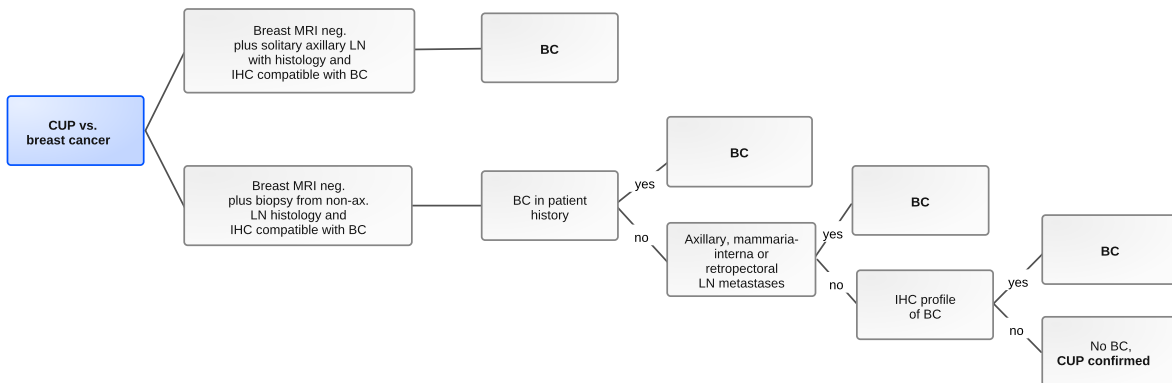 Breast MRI neg.
plus solitary axillary LN
with histology and
IHC compatible with BC
BC
CUP vs.
breast cancer
Breast MRI neg.
plus biopsy from non-ax.
LN histology and
IHC compatible with BC
BC in patient
history
yes
BC
no
Axillary, mammaria-
interna or
retropectoral
LN metastases
yes
BC
no
IHC profile
of BC
yes
BC
no
No BC,
CUP confirmed